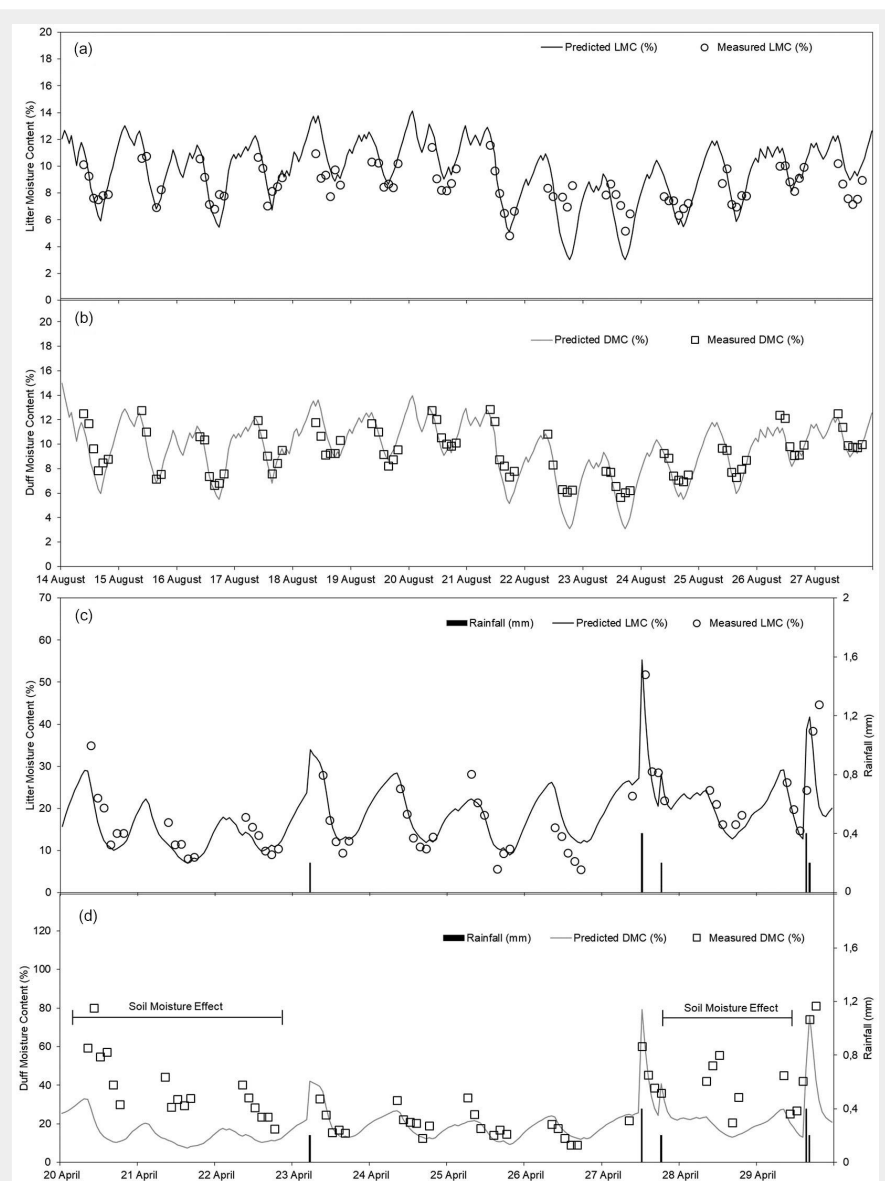 (a)
Predicted LMC (%) Measured LMC (%)
Litter Moisture Content (%)
20
18
16
14
12
10
8
6
4
2
0
(b)
Predicted DMC (%) Measured DMC (%)
Duff Moisture Content (%)
20
18
16
14
12
10
8
6
4
2
0
14 August 15 August 16 August 17 August 18 August 19 August 20 August 21 August 22 August 23 August 24 August 25 August 26 August 27 August
(c)
Rainfall (mm) Predicted LMC (%) Measured LMC (%)
Litter Moisture Content (%)
70
60
50
40
30
20
10
0
2
1,6
1,2
0,8
0,4
0
Rainfall (mm)
(d)
Rainfall (mm) Predicted DMC (%) Measured DMC (%)
Soil Moisture Effect Soil Moisture Effect
Duff Moisture Content (%)
120
100
80
60
40
20
0
1,6
1,2
0,8
0,4
0
Rainfall (mm)
20 April 21 April 22 April 23 April 24 April 25 April 26 April 27 April 28 April 29 April